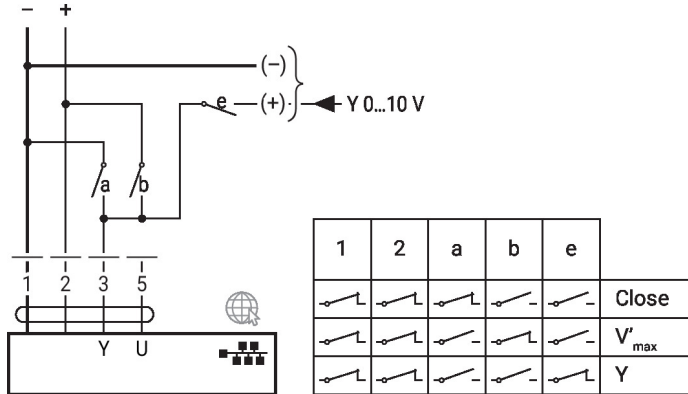 − +
(−)
e (+) Y 0...10 V
a b
1 2 3 5
Y U
1 2 a b e
Close
V'max
Y